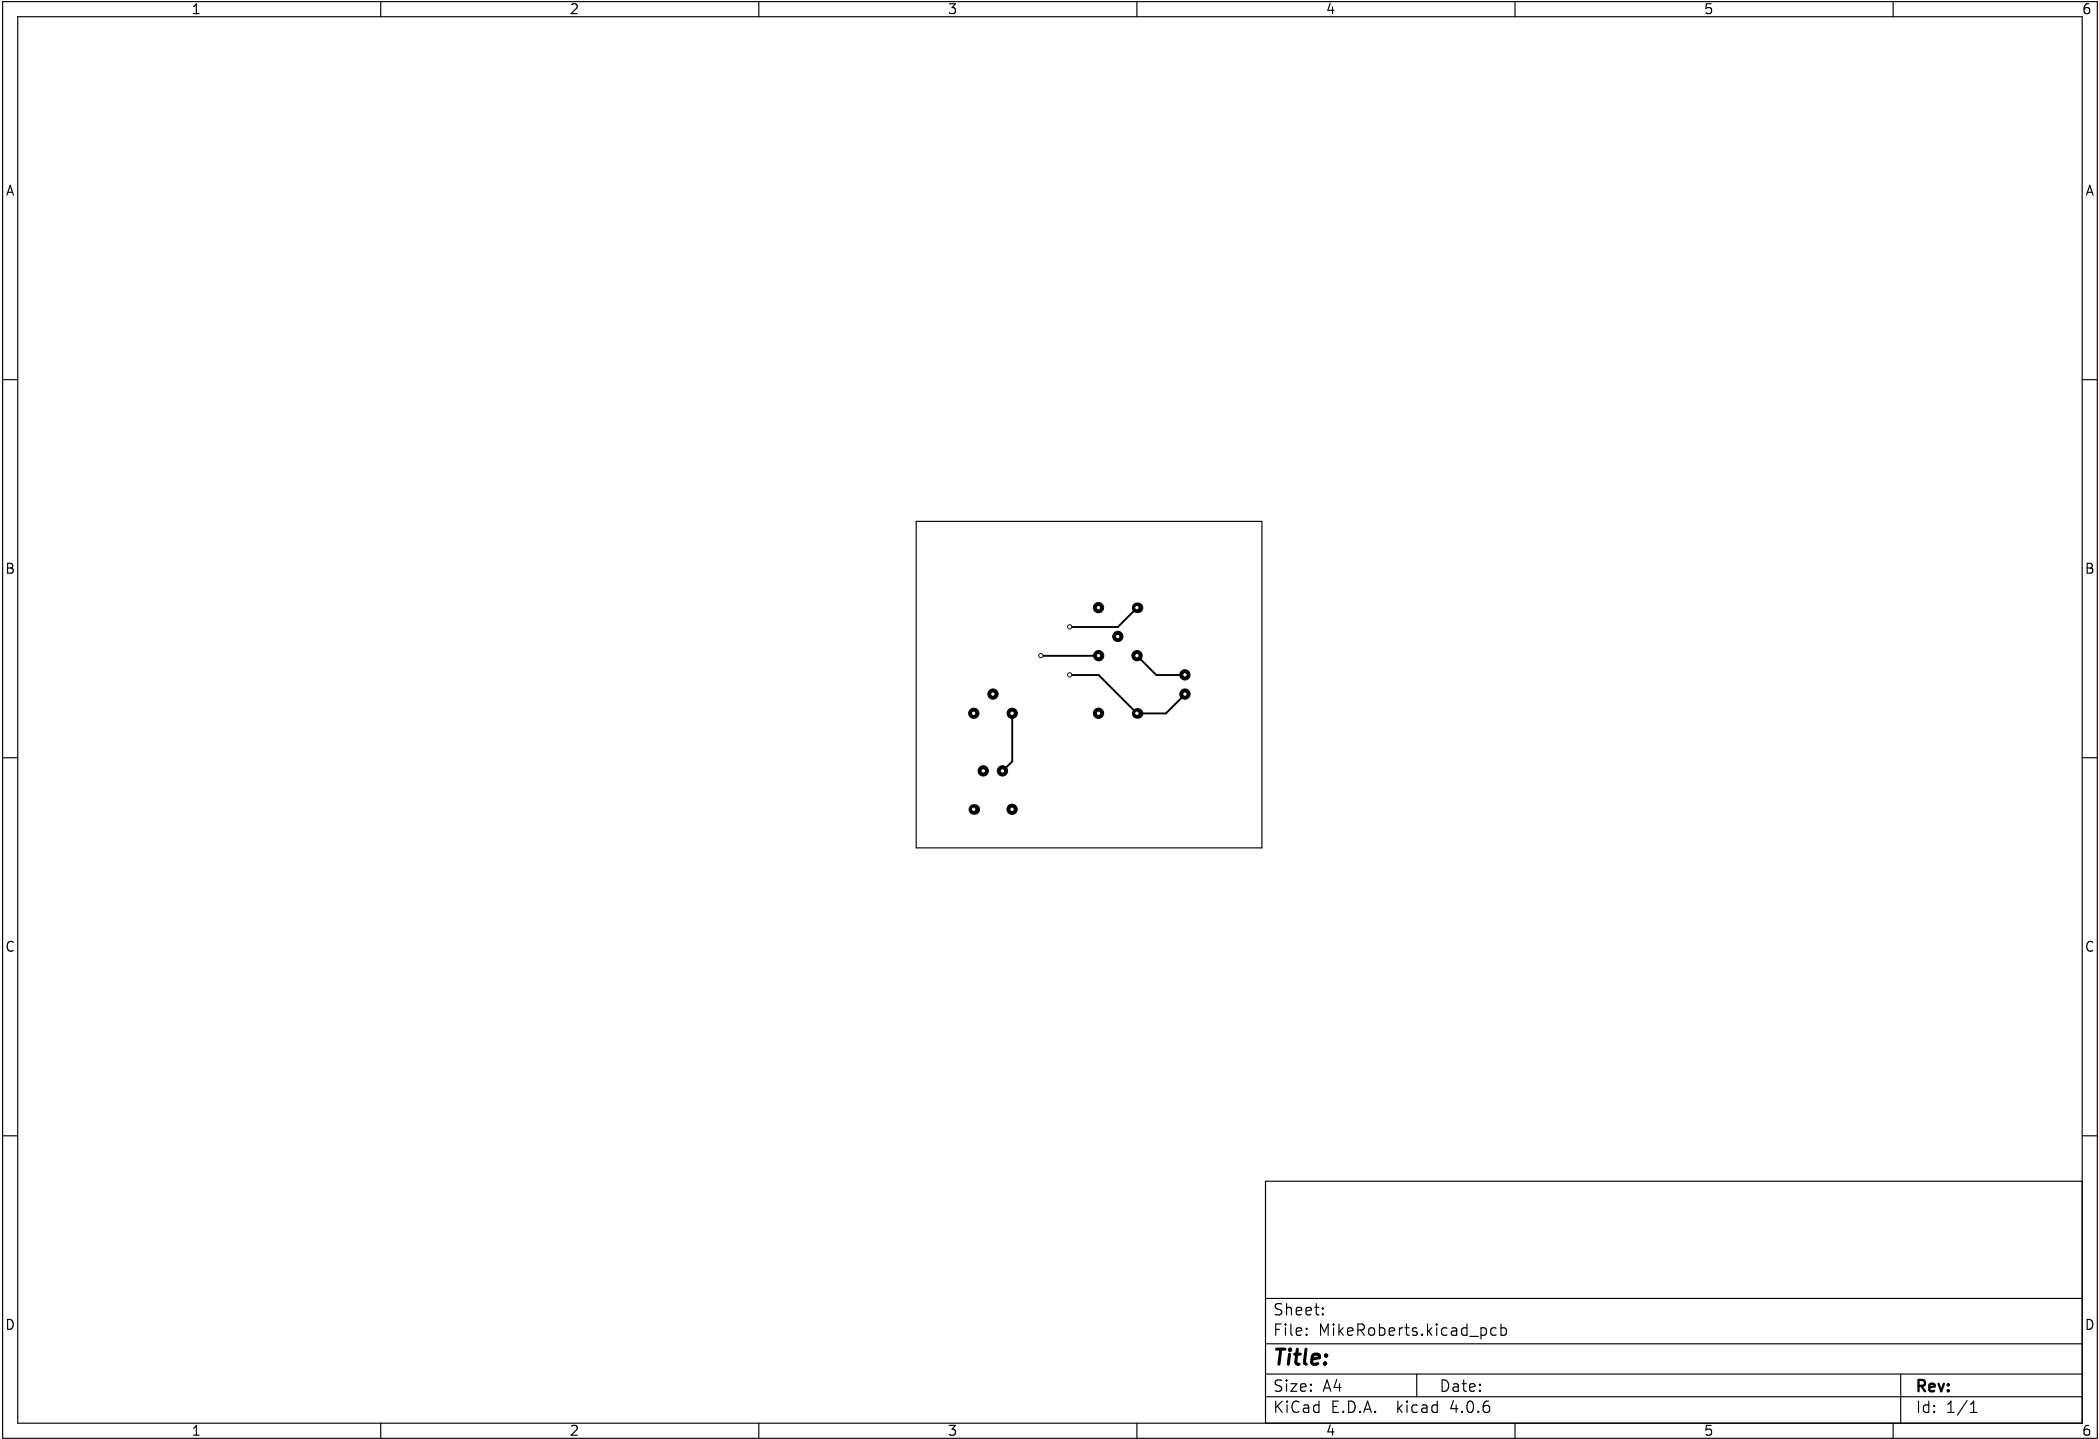 1 2 3 4 5 6
A A
B B
C C
Sheet:
File: MikeRoberts.kicad_pcb
D D
Title:
Size: A4 Date: Rev:
KiCad E.D.A. kicad 4.0.6 Id: 1/1
1 2 3 4 5 6